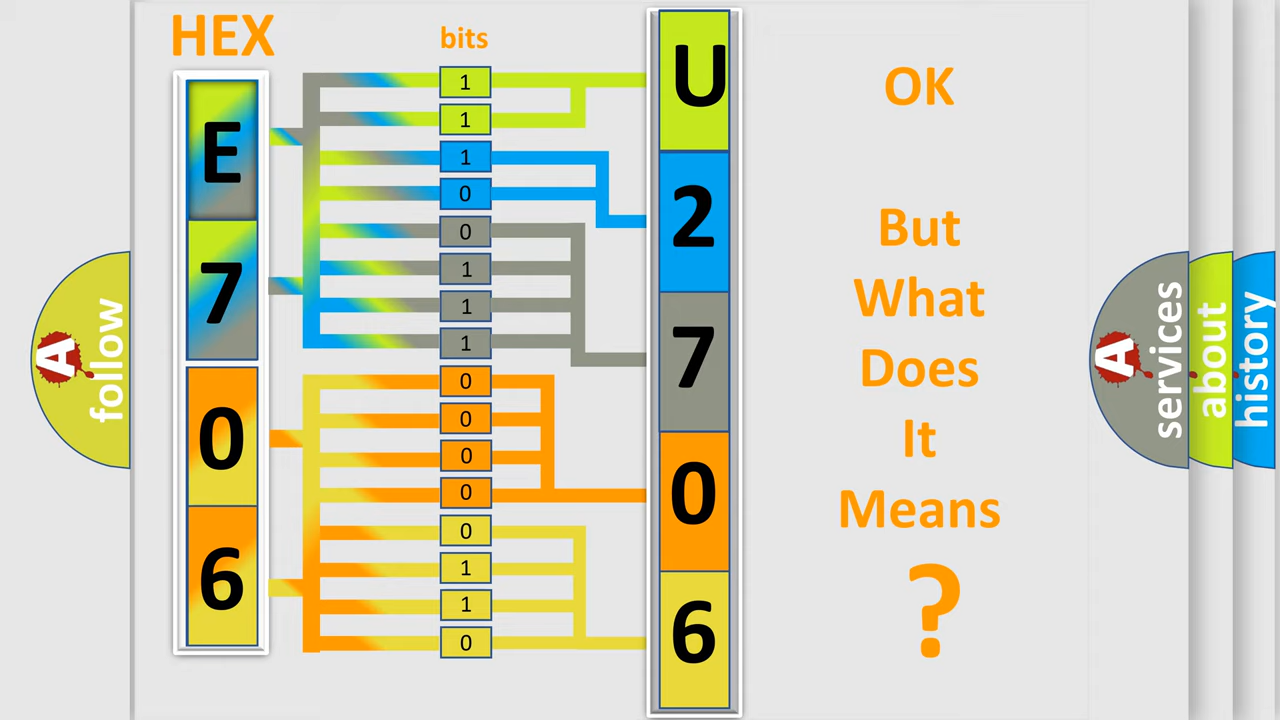 HEX
bits
E
7
0
6
1
1
1
0
0
1
1
1
0
0
0
0
0
1
1
0
U
2
7
0
6
OK
But
What
Does
It
Means
?
A
follow
A
services
about
history